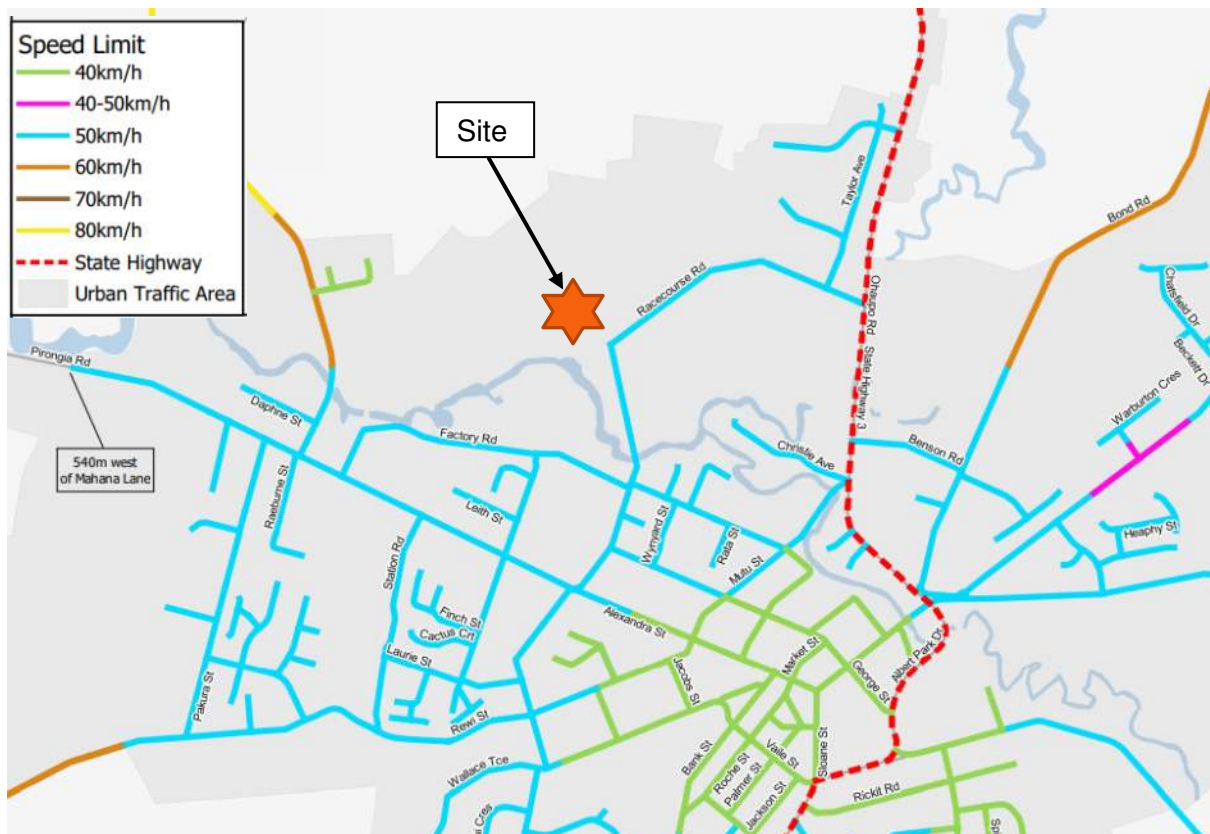 Speed Limit
40km/h
40-50km/h
50km/h
60km/h
70km/h
80km/h
State Highway
Urban Traffic Area
Site
Taylor Ave
Racecourse Rd
Ohaupo Rd State Highway 3
Bond Rd
Chatsfield Dr
Beckett Dr
Warburton Cres
Pirongia Rd
540m west
of Mahana Lane
Daphne St
Factory Rd
Christie Ave
Benson Rd
Raeburne St
Leith St
Wynyard St
Rata St
Mutu St
Heaphy St
Station Rd
Finch St
Cactus Crt
Laurie St
Alexandra St
Market St
George St
Albert Park Dr
Pakura St
Jacobs St
Rewi St
Bank St
Roche St
Palmer St
Vaile St
Jackson St
Sloane St
Wallace Tce
Rickit Rd